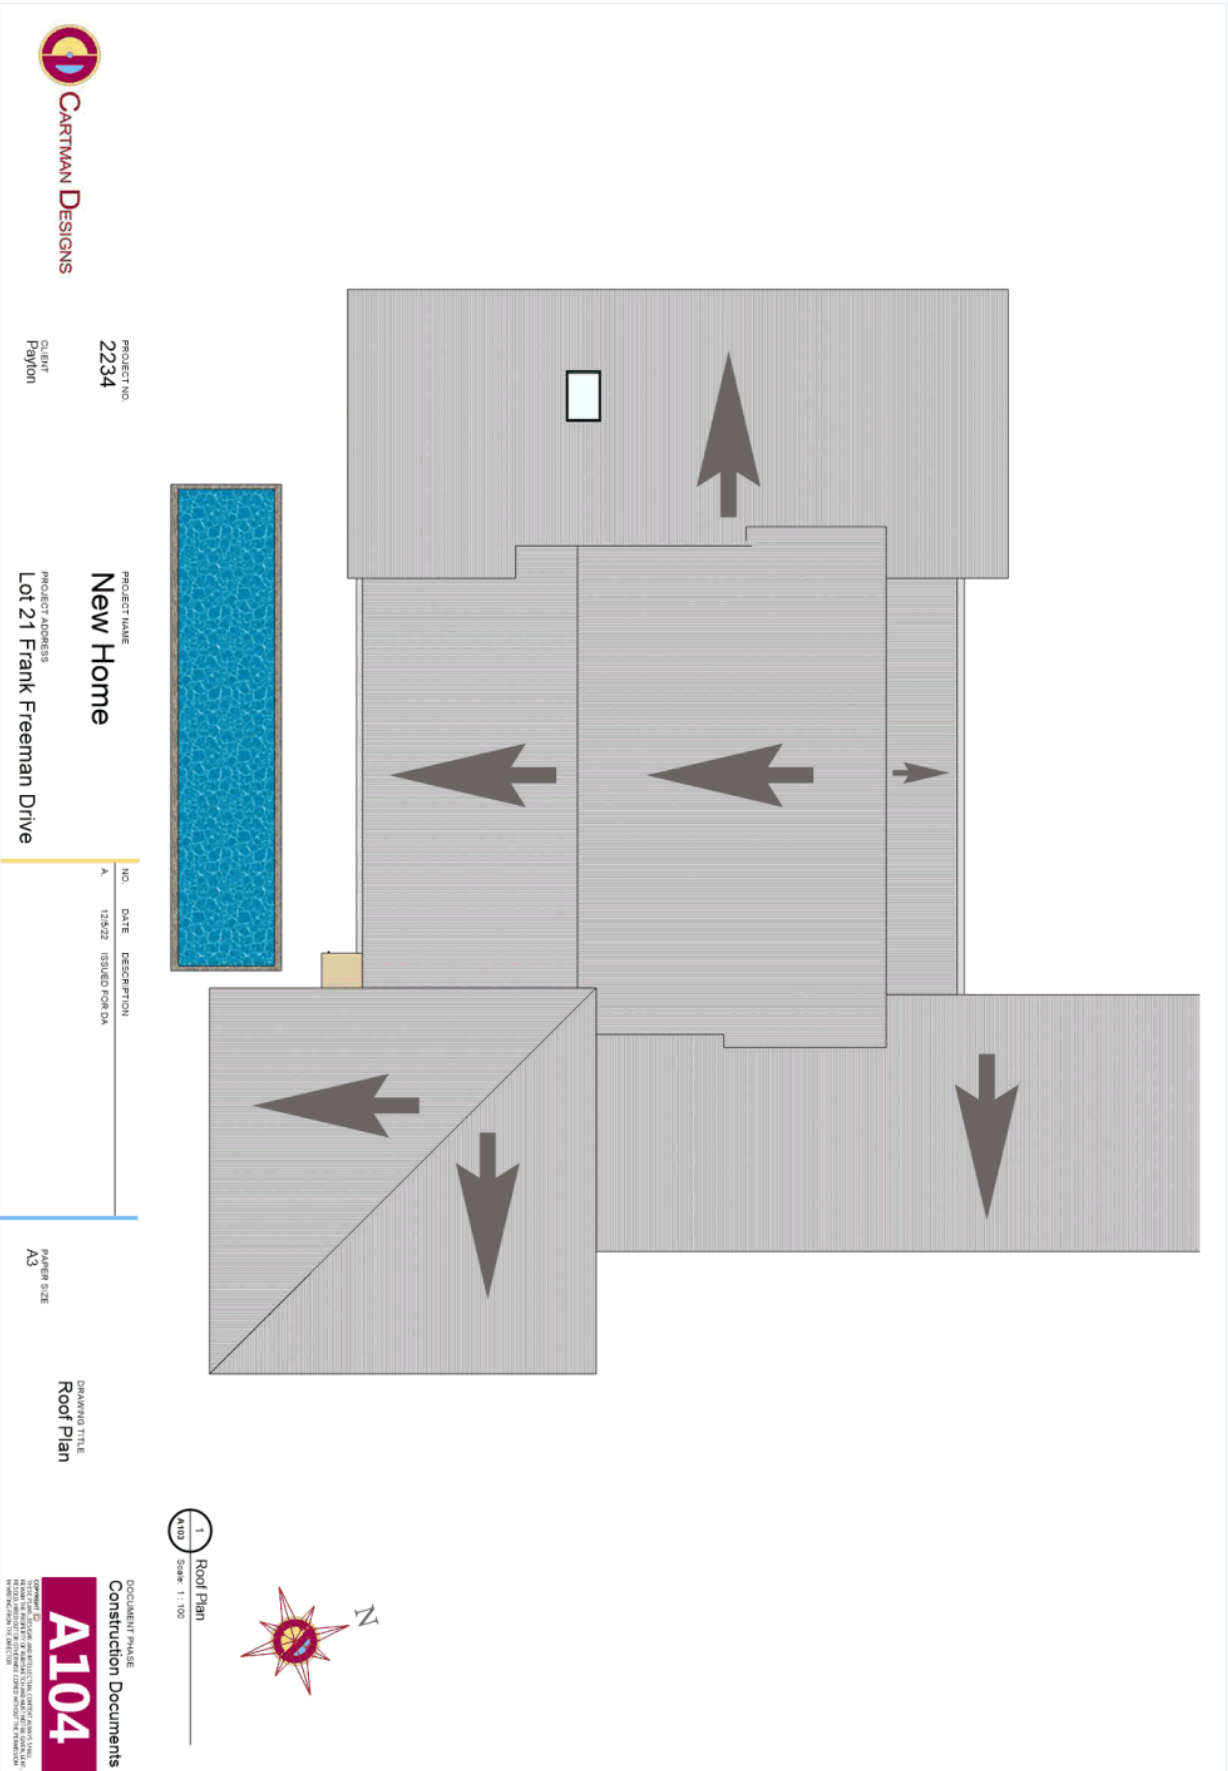 CARTMAN DESIGNS
PROJECT NO.
2234
CLIENT
Payton
PROJECT NAME
New Home
PROJECT ADDRESS
Lot 21 Frank Freeman Drive
NO. DATE DESCRIPTION
A. 12/5/22 ISSUED FOR DA
PAPER SIZE
A3
DRAWING TITLE
Roof Plan
1
A103
Roof Plan
Scale: 1 : 100
N
DOCUMENT PHASE
Construction Documents
A104
COPYRIGHT ©